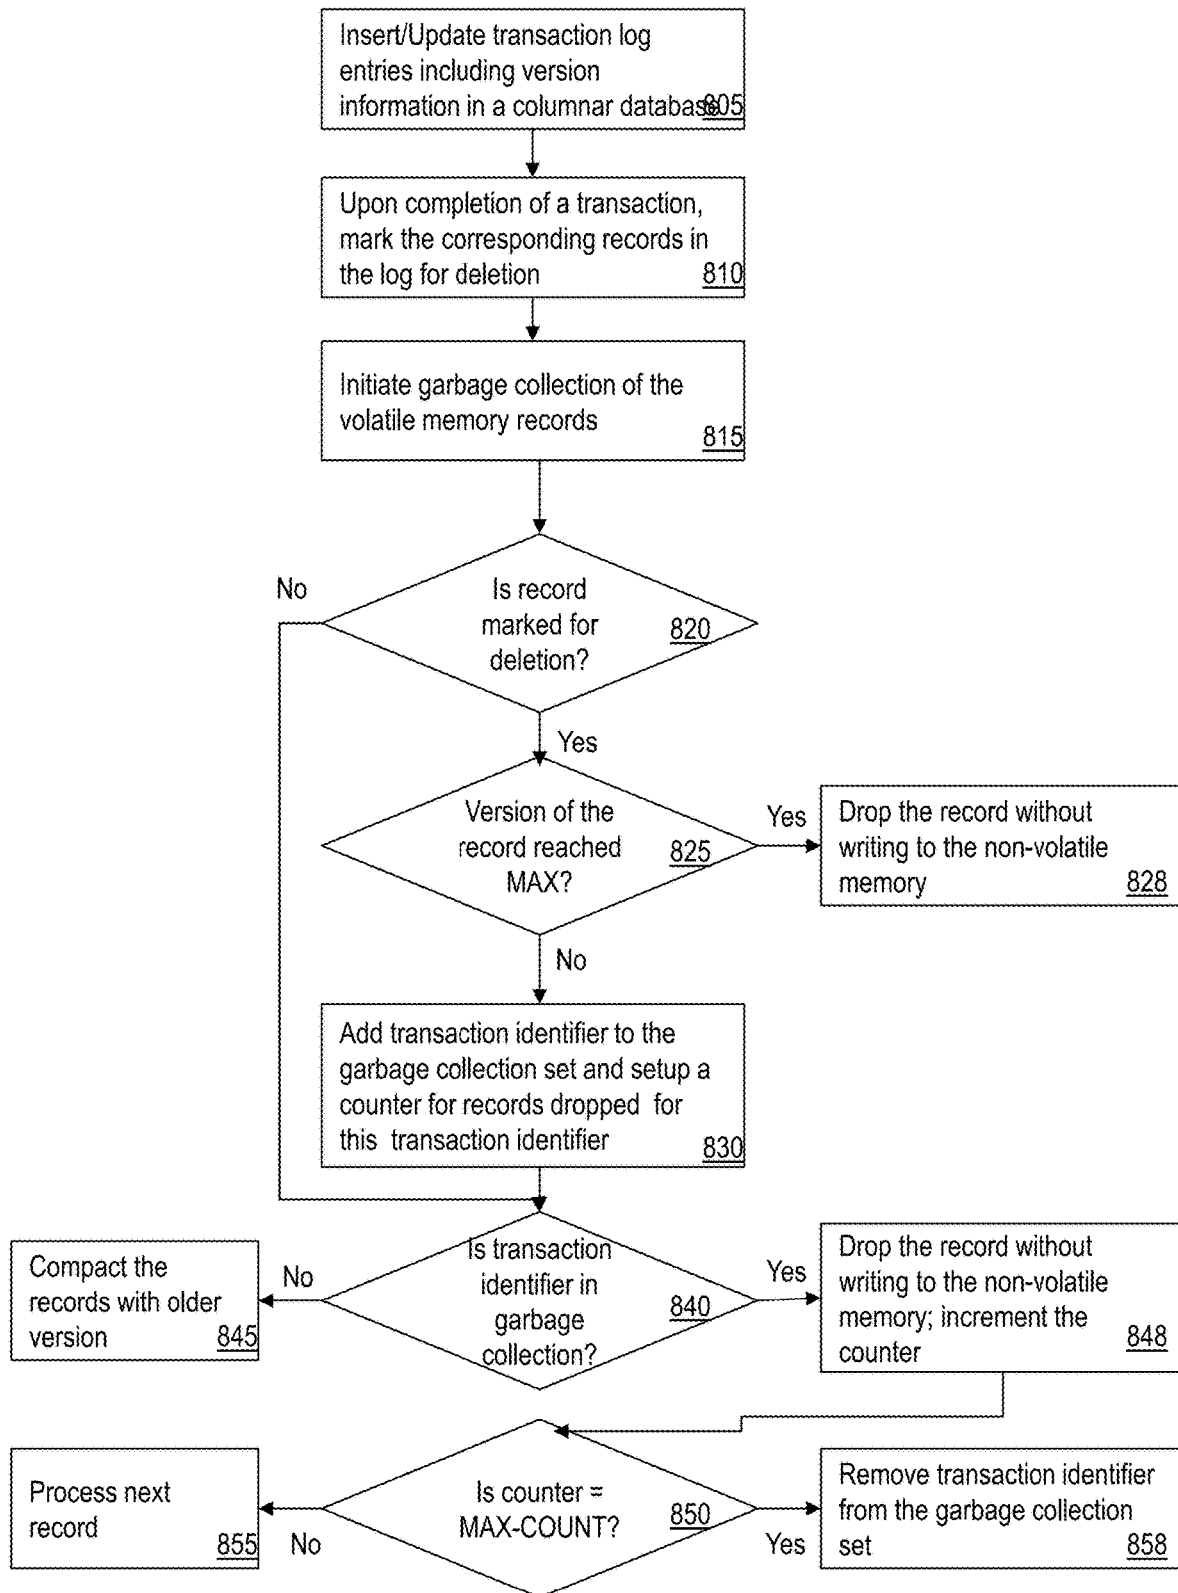 Insert/Update transaction log
entries including version
information in a columnar database
805
Upon completion of a transaction,
mark the corresponding records in
the log for deletion 810
Initiate garbage collection of the
volatile memory records
815
No
Is record
marked for
deletion?
820
Yes
Version of the
record reached
MAX?
825
Yes
Drop the record without
writing to the non-volatile
memory 828
No
Add transaction identifier to the
garbage collection set and setup a
counter for records dropped for
this transaction identifier 830
Compact the
records with older
version 845
No
Is transaction
identifier in
garbage
collection?
840
Yes
Drop the record without
writing to the non-volatile
memory; increment the
counter 848
Process next
record
855
No
Is counter =
MAX-COUNT?
850
Yes
Remove transaction identifier
from the garbage collection
set 858